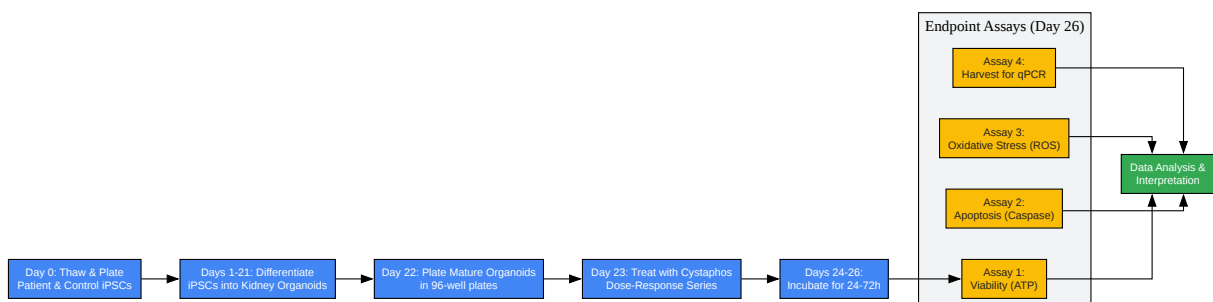 Endpoint Assays (Day 26)
Assay 4:
Harvest for qPCR
Assay 3:
Oxidative Stress (ROS)
Data Analysis &
Interpretation
Assay 2:
Apoptosis (Caspase)
Day 0: Thaw & Plate
Patient & Control iPSCs
Days 1-21: Differentiate
iPSCs into Kidney Organoids
Day 22: Plate Mature Organoids
in 96-well plates
Day 23: Treat with Cystaphos
Dose-Response Series
Days 24-26:
Incubate for 24-72h
Assay 1:
Viability (ATP)